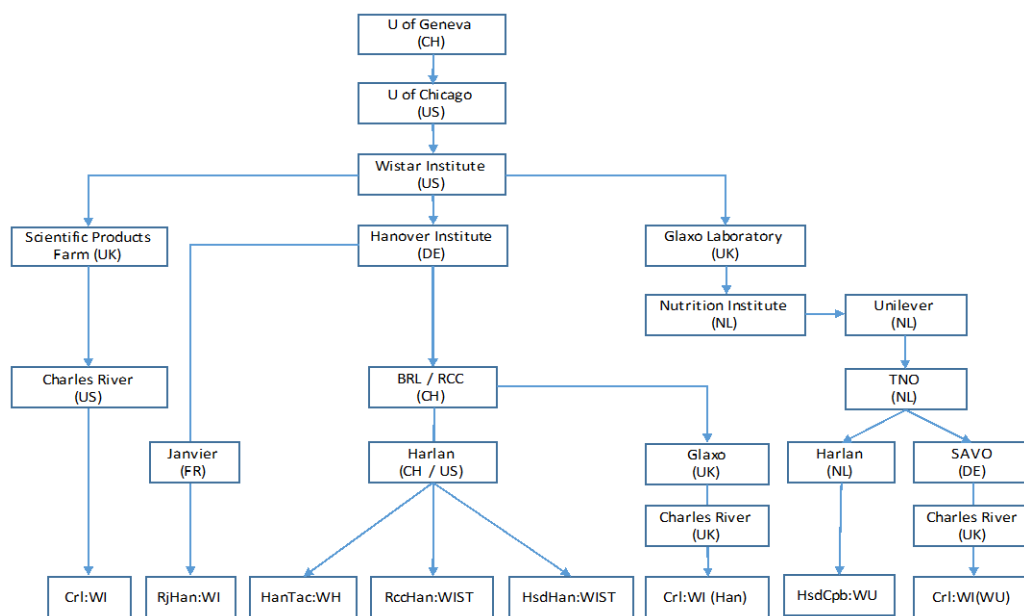 U of Geneva
(CH)
U of Chicago
(US)
Wistar Institute
(US)
Scientific Products
Farm (UK)
Hanover Institute
(DE)
Glaxo Laboratory
(UK)
Nutrition Institute
(NL)
Unilever
(NL)
Charles River
(US)
BRL / RCC
(CH)
TNO
(NL)
Janvier
(FR)
Harlan
(CH / US)
Glaxo
(UK)
Harlan
(NL)
SAVO
(DE)
Charles River
(UK)
Charles River
(UK)
Crl:WI
RjHan:WI
HanTac:WH
RccHan:WIST
HsdHan:WIST
Crl:WI (Han)
HsdCpb:WU
Crl:WI(WU)